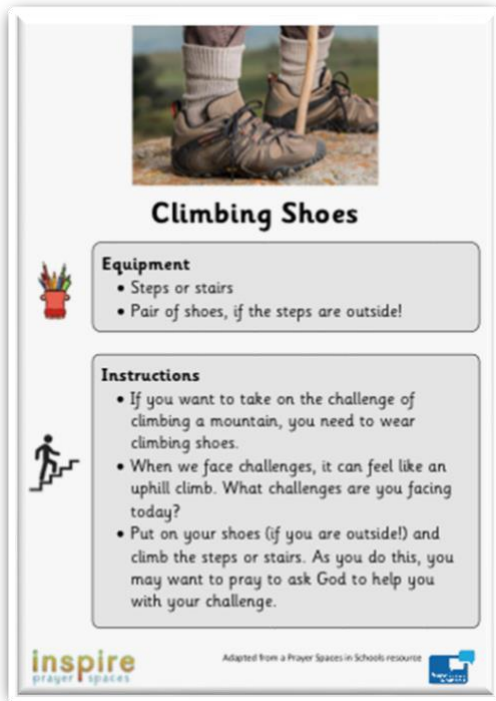 Climbing Shoes
Equipment
• Steps or stairs
• Pair of shoes, if the steps are outside!
Instructions
• If you want to take on the challenge of
climbing a mountain, you need to wear
climbing shoes.
• When we face challenges, it can feel like an
uphill climb. What challenges are you facing
today?
• Put on your shoes (if you are outside!) and
climb the steps or stairs. As you do this, you
may want to pray to ask God to help you
with your challenge.
inspire
prayer spaces
Adapted from a Prayer Spaces in Schools resource